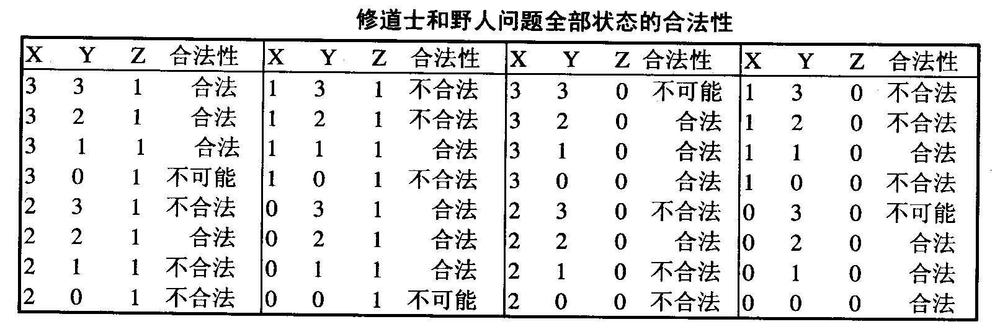 修道士和野人问题全部状态的合法性
X Y Z 合法性 X Y Z 合法性 X Y Z 合法性 X Y Z 合法性
3 3 1 合法 1 3 1 不合法 3 3 0 不可能 1 3 0 不合法
3 2 1 合法 1 2 1 不合法 3 2 0 合法 1 2 0 不合法
3 1 1 合法 1 1 1 合法 3 1 0 合法 1 1 0 合法
3 0 1 不可能 1 0 1 不合法 3 0 0 合法 1 0 0 不合法
2 3 1 不合法 0 3 1 合法 2 3 0 不合法 0 3 0 不可能
2 2 1 合法 0 2 1 合法 2 2 0 合法 0 2 0 合法
2 1 1 不合法 0 1 1 合法 2 1 0 不合法 0 1 0 合法
2 0 1 不合法 0 0 1 不可能 2 0 0 不合法 0 0 0 合法